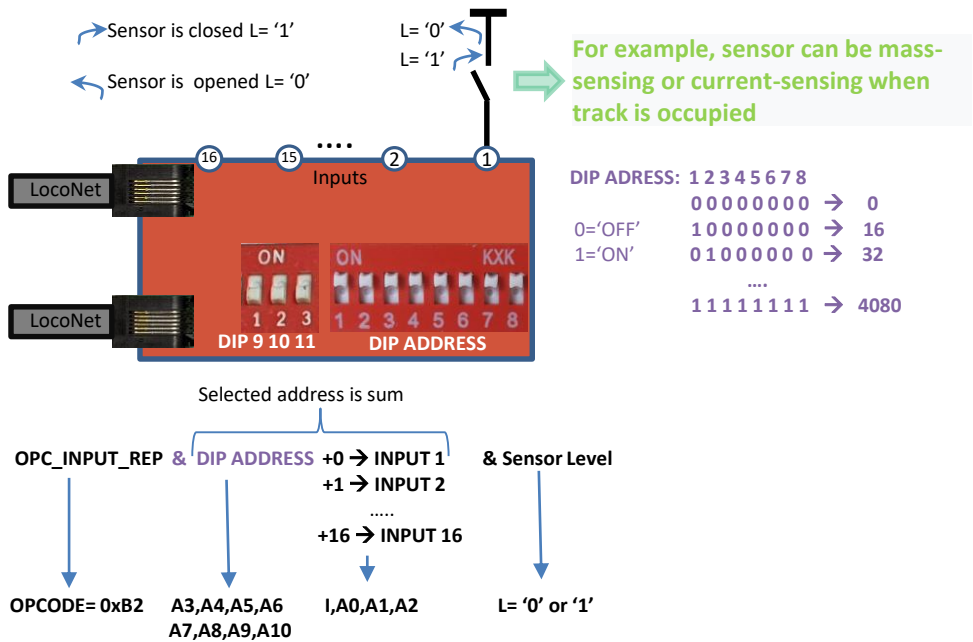 Sensor is closed L= ‘1’
Sensor is opened L= ‘0’
L= ‘0’
L= ‘1’
For example, sensor can be mass-
sensing or current-sensing when
track is occupied
....
16
15
2
1
Inputs
LocoNet
LocoNet
ON
1 2 3
DIP 9 10 11
ON KXK
1 2 3 4 5 6 7 8
DIP ADDRESS
DIP ADRESS: 1 2 3 4 5 6 7 8
0 0 0 0 0 0 0 0 → 0
0=‘OFF’ 1 0 0 0 0 0 0 0 → 16
1=‘ON’ 0 1 0 0 0 0 0 0 → 32
....
1 1 1 1 1 1 1 1 → 4080
Selected address is sum
OPC_INPUT_REP & DIP ADDRESS +0 → INPUT 1 & Sensor Level
+1 → INPUT 2
.....
+16 → INPUT 16
OPCODE= 0xB2 A3,A4,A5,A6 I,A0,A1,A2 L= ‘0’ or ‘1’
A7,A8,A9,A10